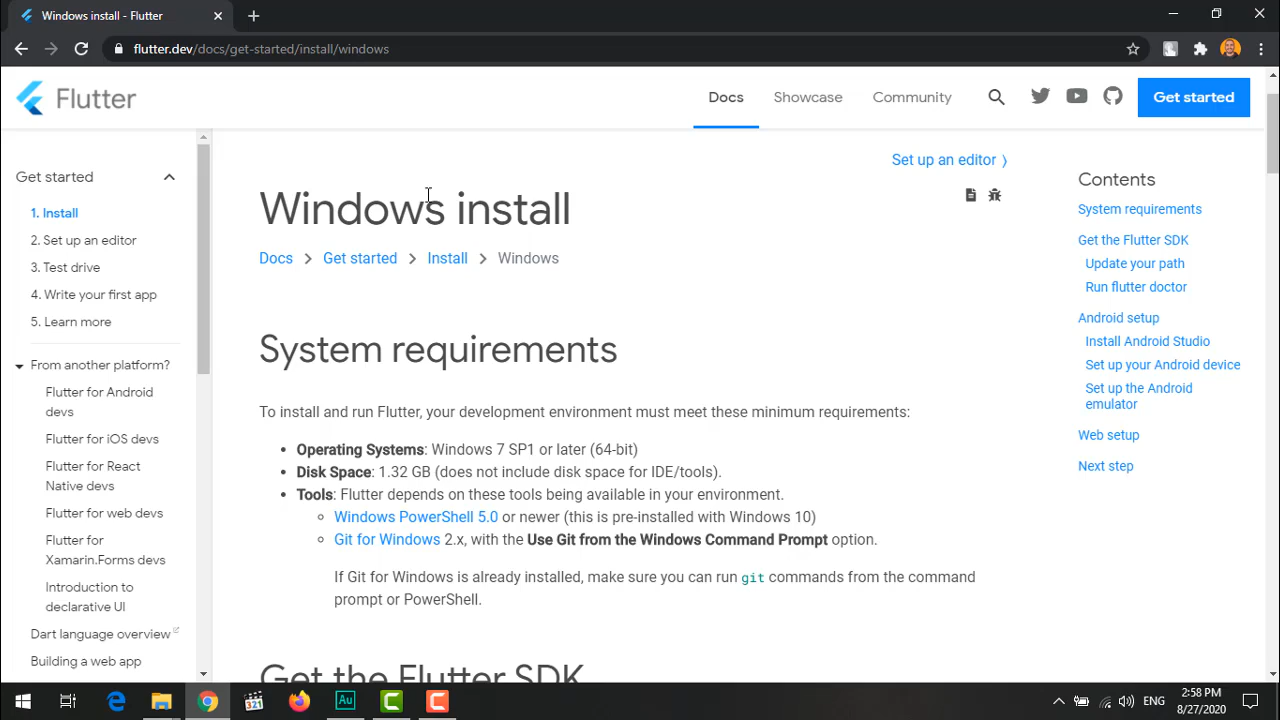 Windows install - Flutter
flutter.dev/docs/get-started/install/windows
Flutter
Docs
Showcase
Community
Get started
Get started
1. Install
2. Set up an editor
3. Test drive
4. Write your first app
5. Learn more
From another platform?
Flutter for Android
devs
Flutter for iOS devs
Flutter for React
Native devs
Flutter for web devs
Flutter for
Xamarin.Forms devs
Introduction to
declarative UI
Dart language overview
Building a web app
Set up an editor
Windows install
Docs > Get started > Install > Windows
System requirements
To install and run Flutter, your development environment must meet these minimum requirements:
• Operating Systems: Windows 7 SP1 or later (64-bit)
• Disk Space: 1.32 GB (does not include disk space for IDE/tools).
• Tools: Flutter depends on these tools being available in your environment.
◦ Windows PowerShell 5.0 or newer (this is pre-installed with Windows 10)
◦ Git for Windows 2.x, with the Use Git from the Windows Command Prompt option.
If Git for Windows is already installed, make sure you can run git commands from the command
prompt or PowerShell.
Get the Flutter SDK
Contents
System requirements
Get the Flutter SDK
Update your path
Run flutter doctor
Android setup
Install Android Studio
Set up your Android device
Set up the Android
emulator
Web setup
Next step
321
Au
ENG
2:58 PM
8/27/2020